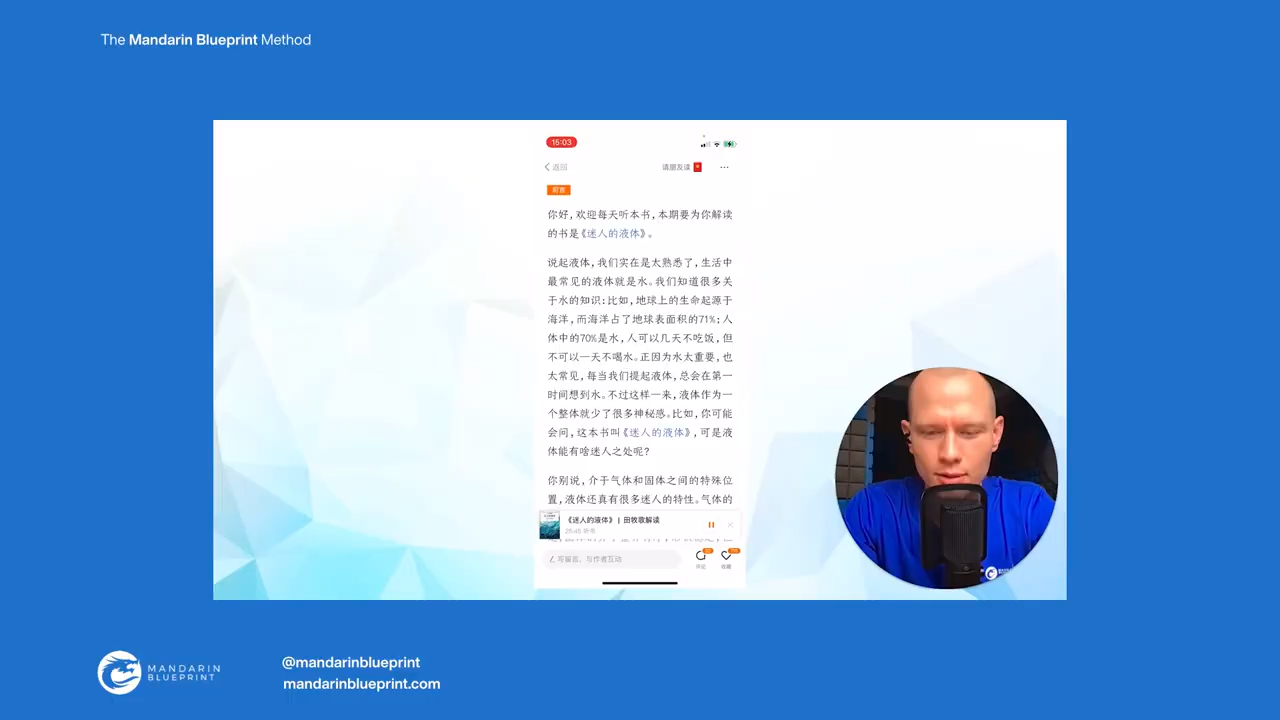 The Mandarin Blueprint Method
15:03
返回
请朋友读
···
前言
你好，欢迎每天听本书，本期要为你解读
的书是《迷人的液体》。
说起液体，我们实在是太熟悉了，生活中
最常见的液体就是水。我们知道很多关
于水的知识：比如，地球上的生命起源于
海洋，而海洋占了地球表面积的71%；人
体中的70%是水，人可以几天不吃饭，但
不可以一天不喝水。正因为水太重要，也
太常见，每当我们提起液体，总会在第一
时间想到水。不过这样一来，液体作为一
个整体就少了很多神秘感。比如，你可能
会问，这本书叫《迷人的液体》，可是液
体能有啥迷人之处呢？
你别说，介于气体和固体之间的特殊位
置，液体还真有很多迷人的特性。气体的
《迷人的液体》 | 田牧歌解读
写留言，与作者互动
评论
收藏
MANDARIN
BLUEPRINT
@mandarinblueprint
mandarinblueprint.com